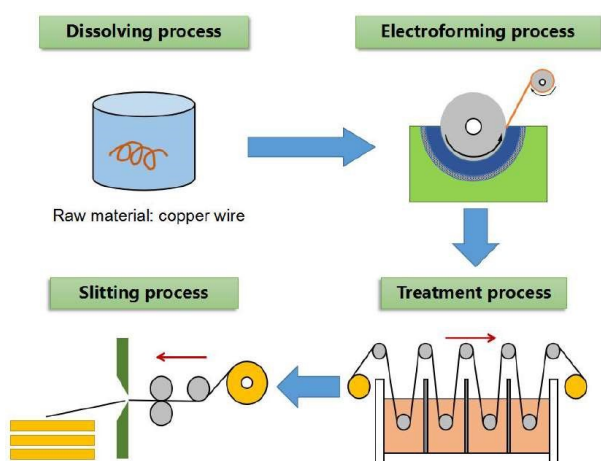 Dissolving process
Electroforming process
Raw material: copper wire
Slitting process
Treatment process